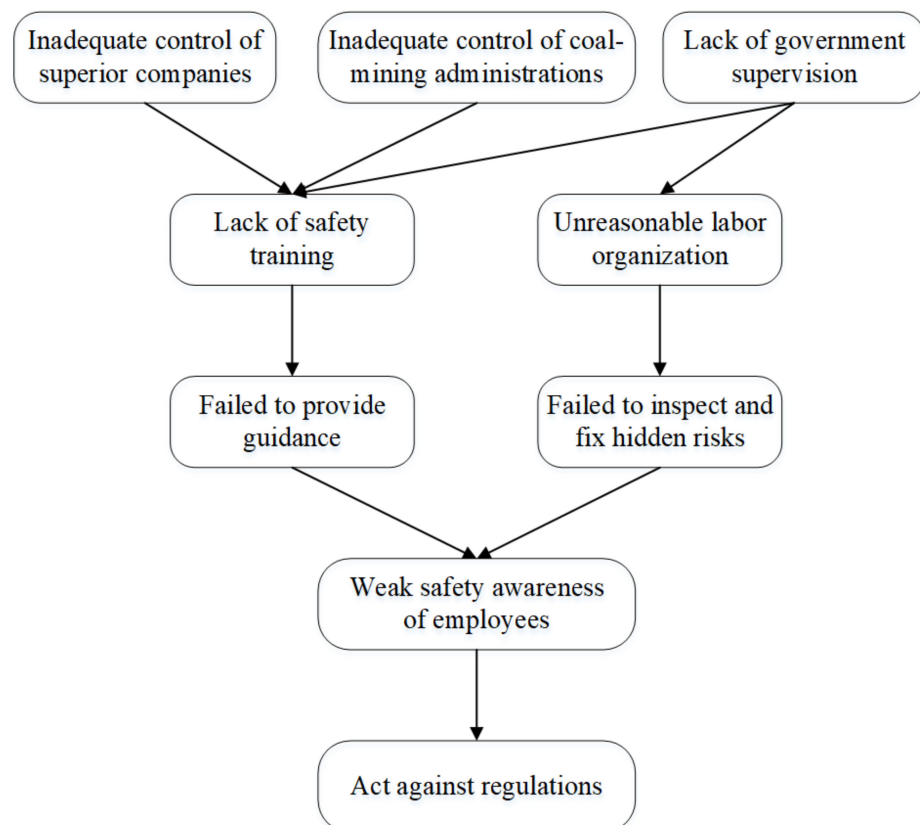 Inadequate control of
superior companies
Inadequate control of coal-
mining administrations
Lack of government
supervision
Lack of safety
training
Unreasonable labor
organization
Failed to provide
guidance
Failed to inspect and
fix hidden risks
Weak safety awareness
of employees
Act against regulations